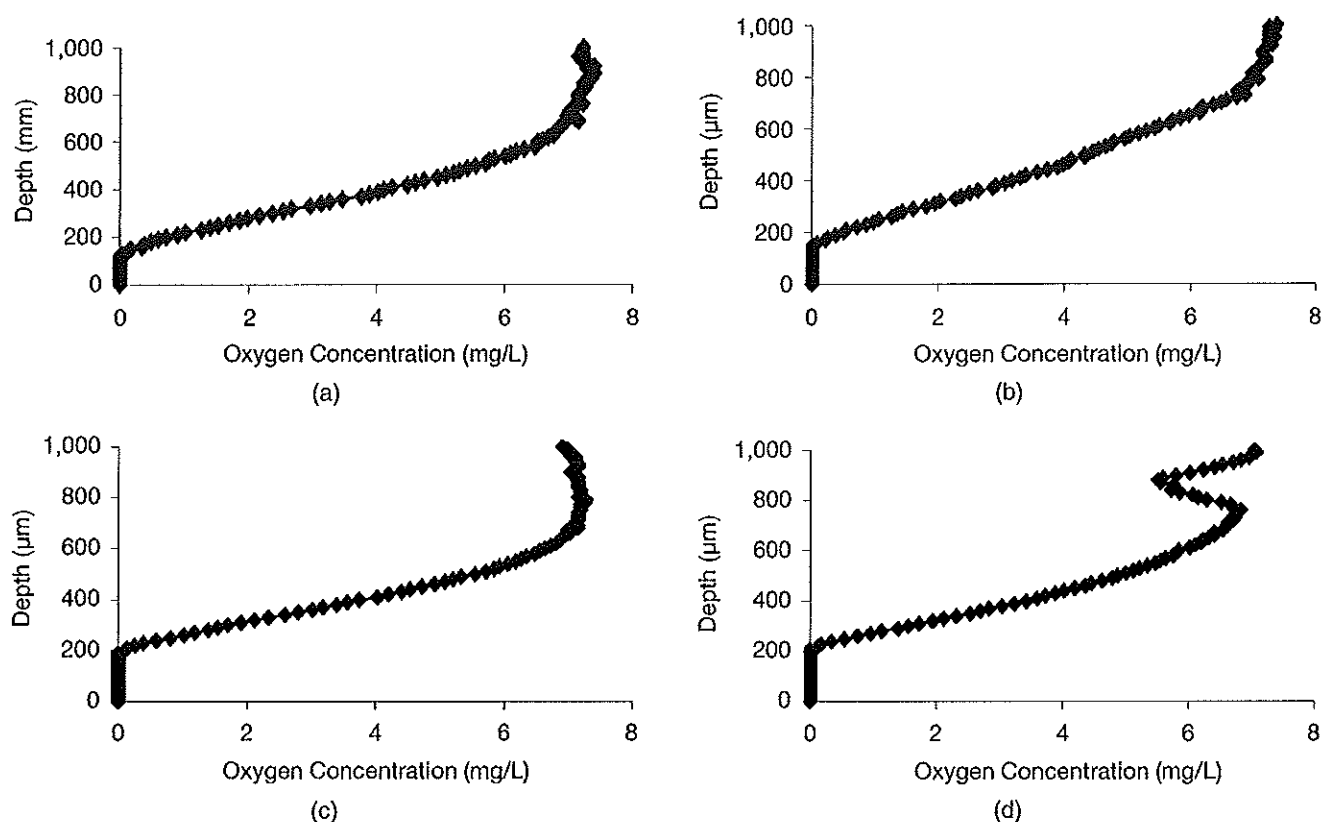 1,000
800
600
400
200
0
Depth (mm)
0 2 4 6 8
Oxygen Concentration (mg/L)
(a)
1,000
800
600
400
200
0
Depth (µm)
0 2 4 6 8
Oxygen Concentration (mg/L)
(b)
1,000
800
600
400
200
0
Depth (µm)
0 2 4 6 8
Oxygen Concentration (mg/L)
(c)
1,000
800
600
400
200
0
Depth (µm)
0 2 4 6 8
Oxygen Concentration (mg/L)
(d)